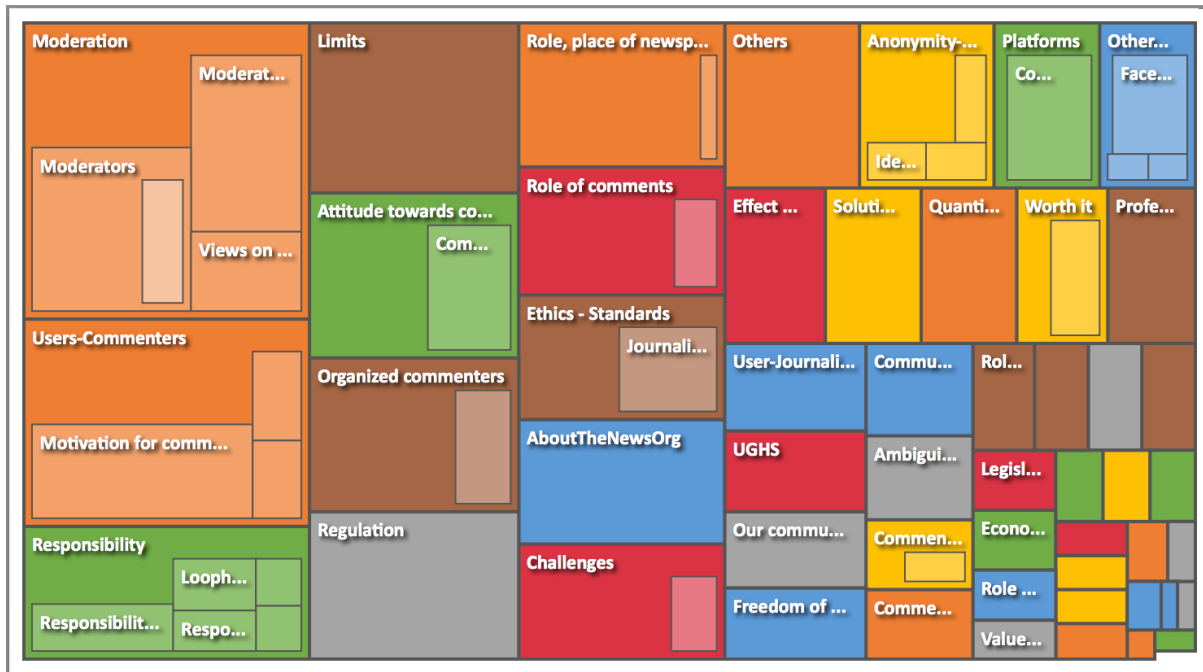 Moderation
Moderat...
Moderators
Views on ...
Users-Commenters
Motivation for comm...
Responsibility
Looph...
Responsibilit...
Respo...
Limits
Attitude towards co...
Com...
Organized commenters
Regulation
Role, place of newsp...
Role of comments
Ethics - Standards
Journali...
AboutTheNewsOrg
Challenges
Others
Anonymity-...
Ide...
Platforms
Co...
Other...
Face...
Effect ...
Soluti...
Quanti...
Worth it
Profe...
User-Journali...
Commu...
Rol...
UGHS
Ambigui...
Legisl...
Our commu...
Commen...
Econo...
Freedom of ...
Comme...
Role ...
Value...